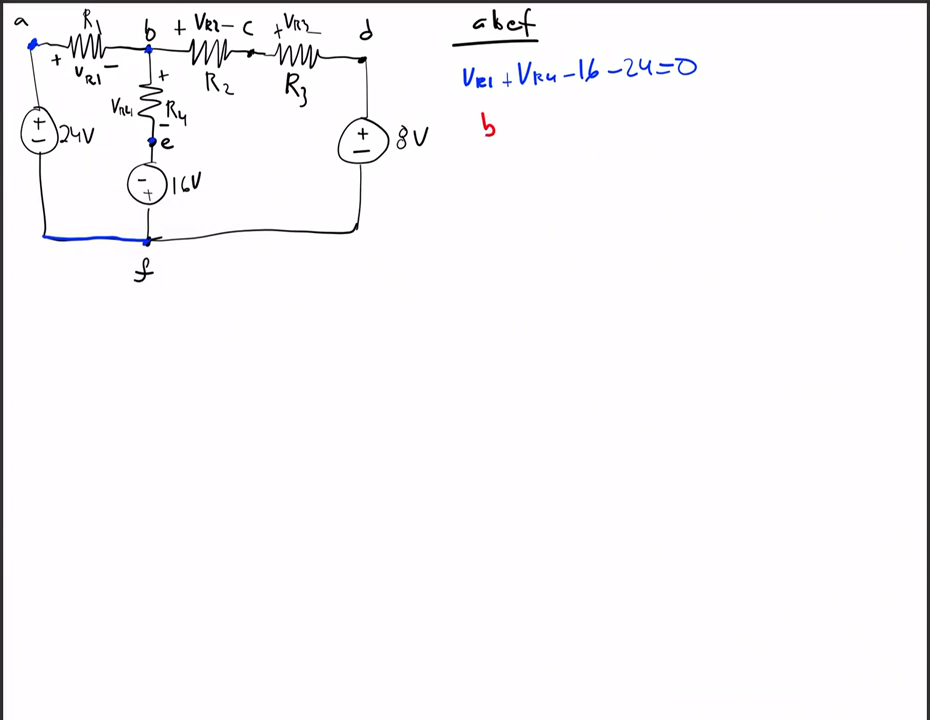 a R1 b + VR2 - c + VR3 - d
+ VR1 - R2 R3
+ VR4 R4 -
e
+ - 24V
- + 16V
+ - 8V
f
abef
VR1 + VR4 - 16 - 24 = 0
b